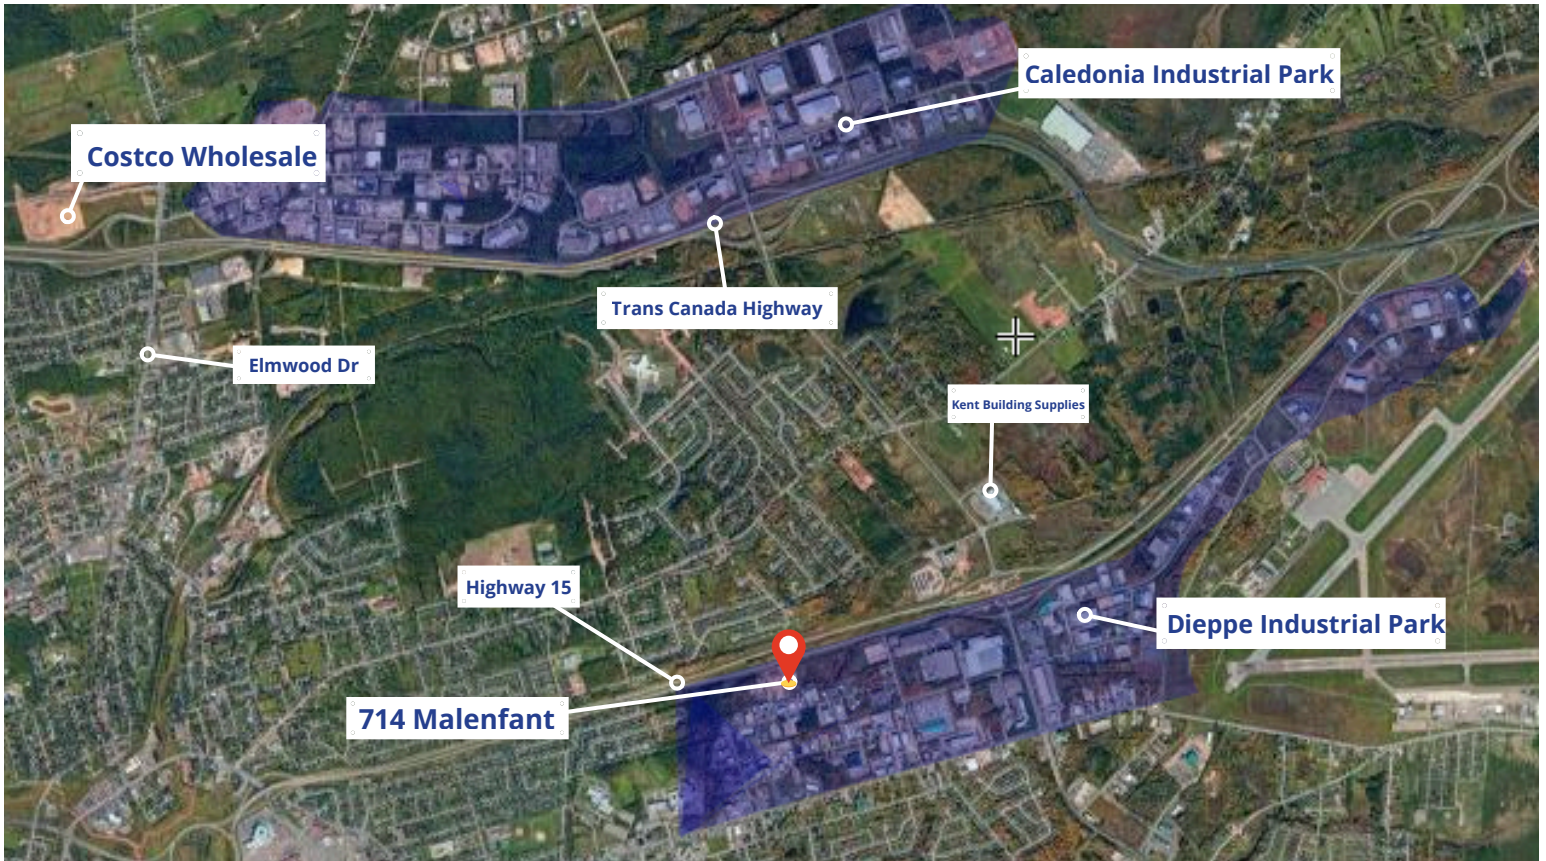 Caledonia Industrial Park
Costco Wholesale
Trans Canada Highway
Elmwood Dr
Kent Building Supplies
Highway 15
Dieppe Industrial Park
714 Malenfant